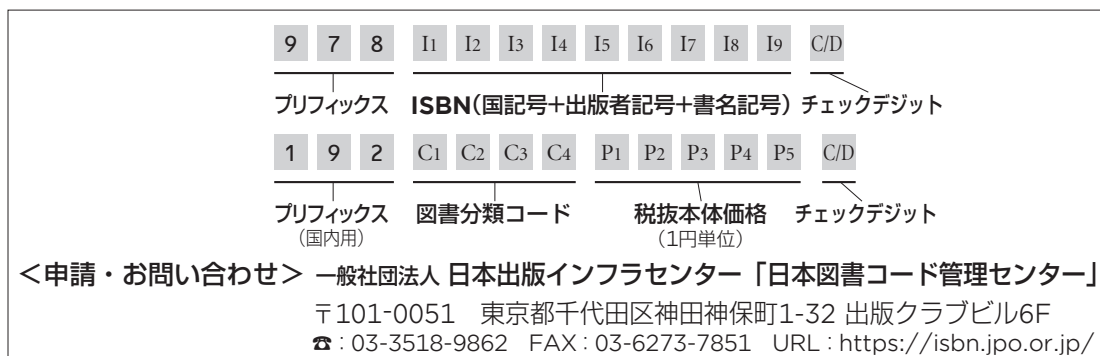 9 7 8 I1 I2 I3 I4 I5 I6 I7 I8 I9 C/D
プリフィックス ISBN(国記号+出版者記号+書名記号) チェックデジット
1 9 2 C1 C2 C3 C4 P1 P2 P3 P4 P5 C/D
プリフィックス 図書分類コード 税抜本体価格 チェックデジット
(国内用) (1円単位)
<申請・お問い合わせ> 一般社団法人 日本出版インフラセンター「日本図書コード管理センター」
〒101-0051 東京都千代田区神田神保町1-32 出版クラブビル6F
☎:03-3518-9862 FAX:03-6273-7851 URL:https://isbn.jpo.or.jp/